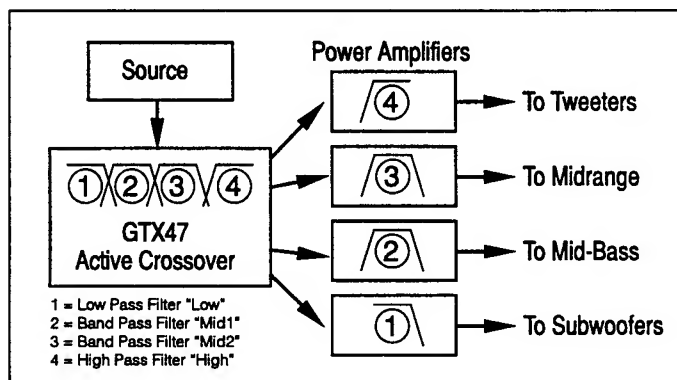 Power Amplifiers
Source
4
To Tweeters
1 2 3 4
3
To Midrange
GTX47
Active Crossover
2
To Mid-Bass
1 = Low Pass Filter "Low"
2 = Band Pass Filter "Mid1"
3 = Band Pass Filter "Mid2"
4 = High Pass Filter "High"
1
To Subwoofers